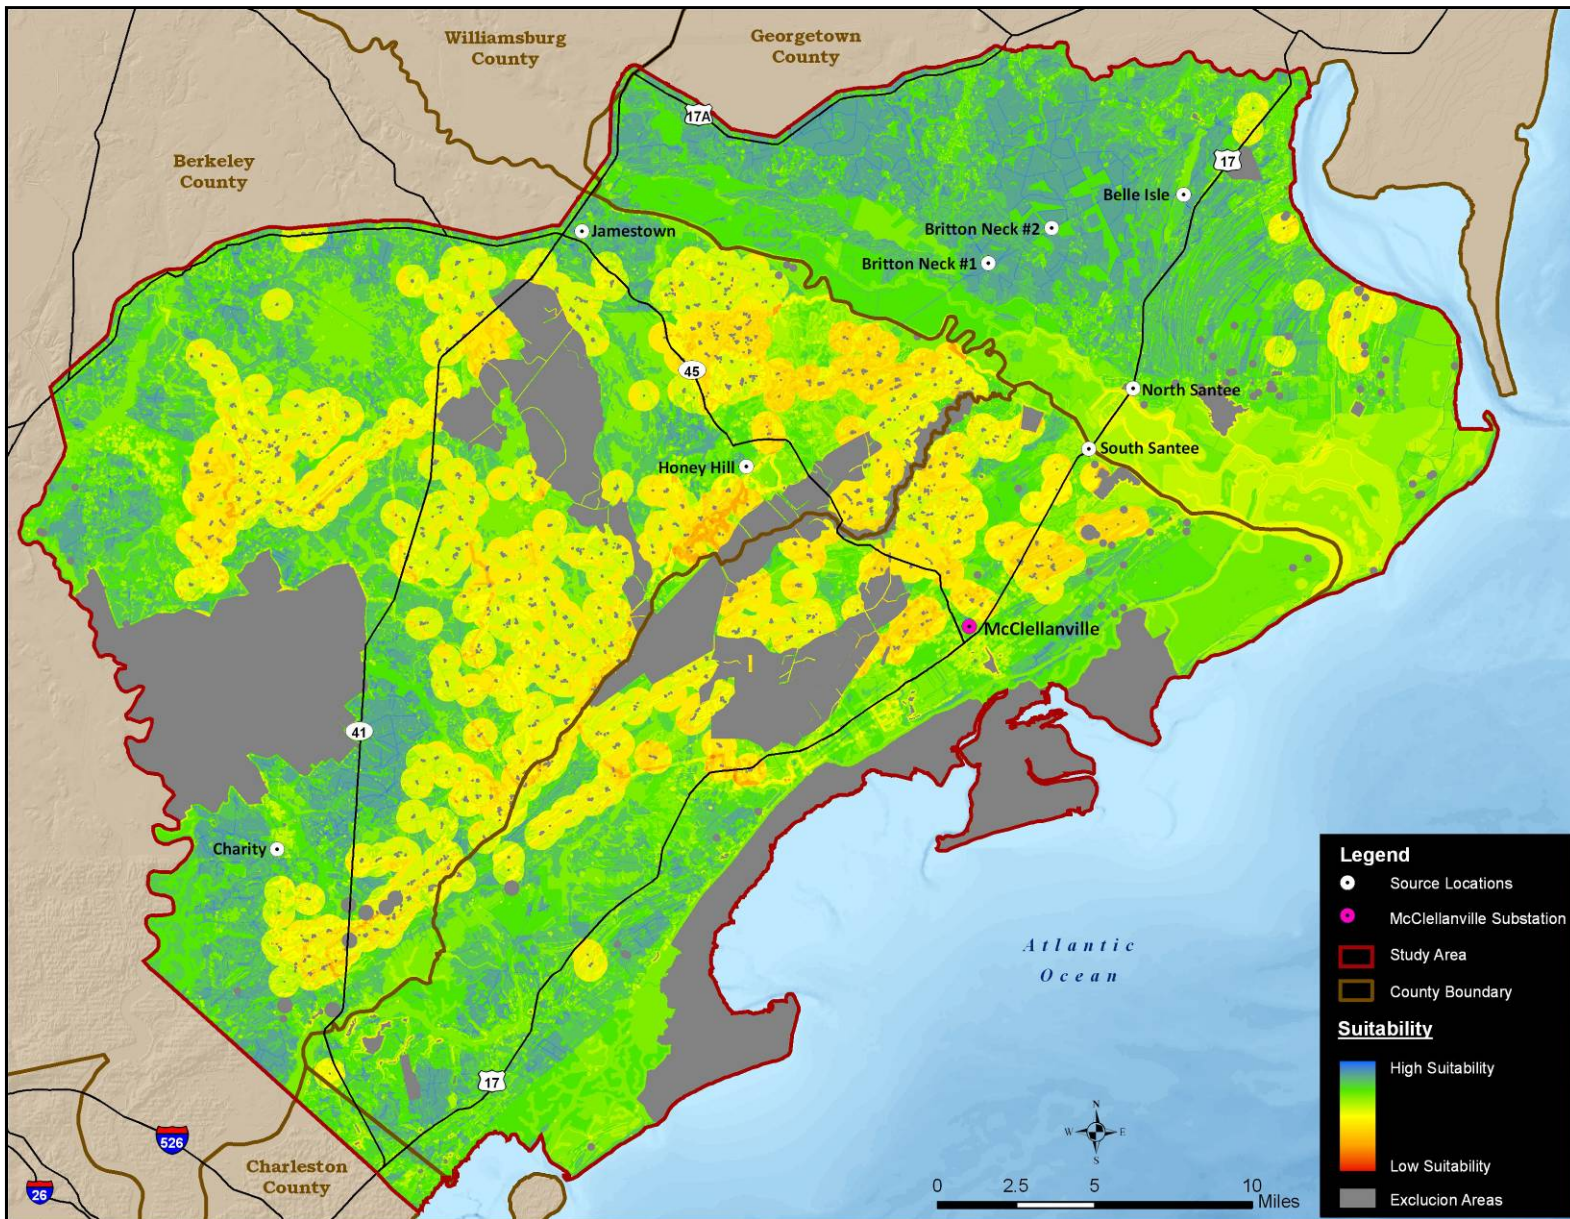 Williamsburg
County
Georgetown
County
17A
Berkeley
County
17
Belle Isle
Jamestown
Britton Neck #2
Britton Neck #1
45
North Santee
South Santee
Honey Hill
McClellanville
41
Charity
Atlantic
Ocean
17
526
Charleston
County
26
N
W
E
S
0
2.5
5
10
Miles
Legend
Source Locations
McClellanville Substation
Study Area
County Boundary
Suitability
High Suitability
Low Suitability
Exclucion Areas